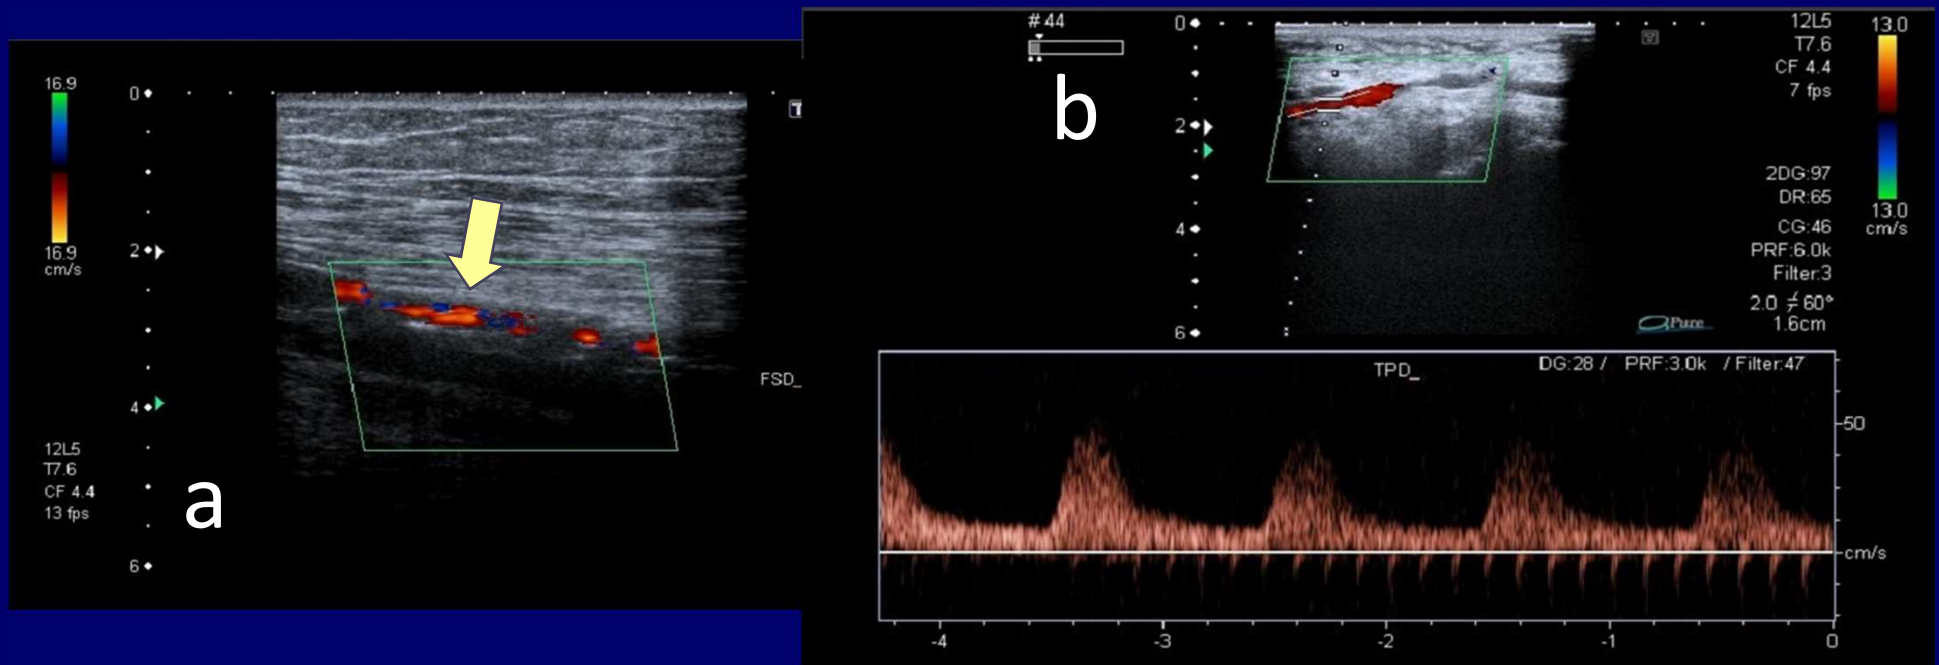 16.9
16.9
cm/s
0
2
4
6
12L5
T7.6
CF 4.4
13 fps
a
T
FSD_
#44
b
0
2
4
6
12L5
T7.6
CF 4.4
7 fps
13.0
13.0
cm/s
2DG:97
DR:65
CG:46
PRF:6.0k
Filter:3
2.0 ≠ 60°
1.6cm
Pure
TPD_
DG:28 / PRF:3.0k / Filter:47
50
cm/s
-4 -3 -2 -1 0